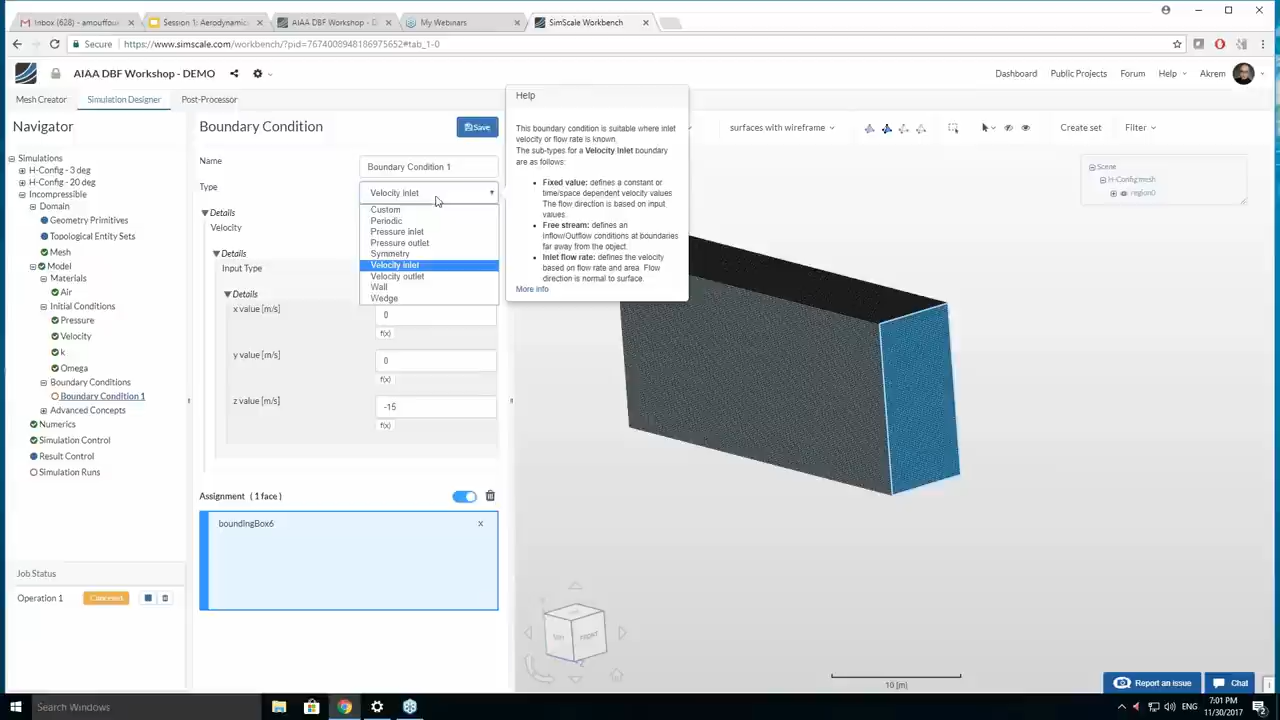 Inbox (628) - amouffou
Session 1: Aerodynamic
AIAA DBF Workshop - D
My Webinars
SimScale Workbench
Secure
https://www.simscale.com/workbench/?pid=7674008948186975652#tab_1-0
AIAA DBF Workshop - DEMO
Dashboard
Public Projects
Forum
Help
Akrem
Mesh Creator
Simulation Designer
Post-Processor
Navigator
Simulations
H-Config - 3 deg
H-Config - 20 deg
Incompressible
Domain
Geometry Primitives
Topological Entity Sets
Mesh
Model
Materials
Air
Initial Conditions
Pressure
Velocity
k
Omega
Boundary Conditions
Boundary Condition 1
Advanced Concepts
Numerics
Simulation Control
Result Control
Simulation Runs
Job Status
Operation 1
Canceled
Boundary Condition
Save
Name
Boundary Condition 1
Type
Velocity inlet
Custom
Periodic
Pressure inlet
Pressure outlet
Symmetry
Velocity inlet
Velocity outlet
Wall
Wedge
Details
Velocity
Details
Input Type
Details
x value [m/s]
0
f(x)
y value [m/s]
0
f(x)
z value [m/s]
-15
f(x)
Assignment ( 1 face )
boundingBox6
x
Help
This boundary condition is suitable where inlet
velocity or flow rate is known.
The sub-types for a Velocity Inlet boundary
are as follows:
Fixed value: defines a constant or
time/space dependent velocity values
The flow direction is based on input
values
Free stream: defines an
inflow/Outflow conditions at boundaries
far away from the object
Inlet flow rate: defines the velocity
based on flow rate and area. Flow
direction is normal to surface.
More info
surfaces with wireframe
Create set
Filter
Scene
H-Config mesh
region0
FRONT
10 [m]
Report an issue
Chat
Search Windows
ENG
7:01 PM
11/30/2017
2